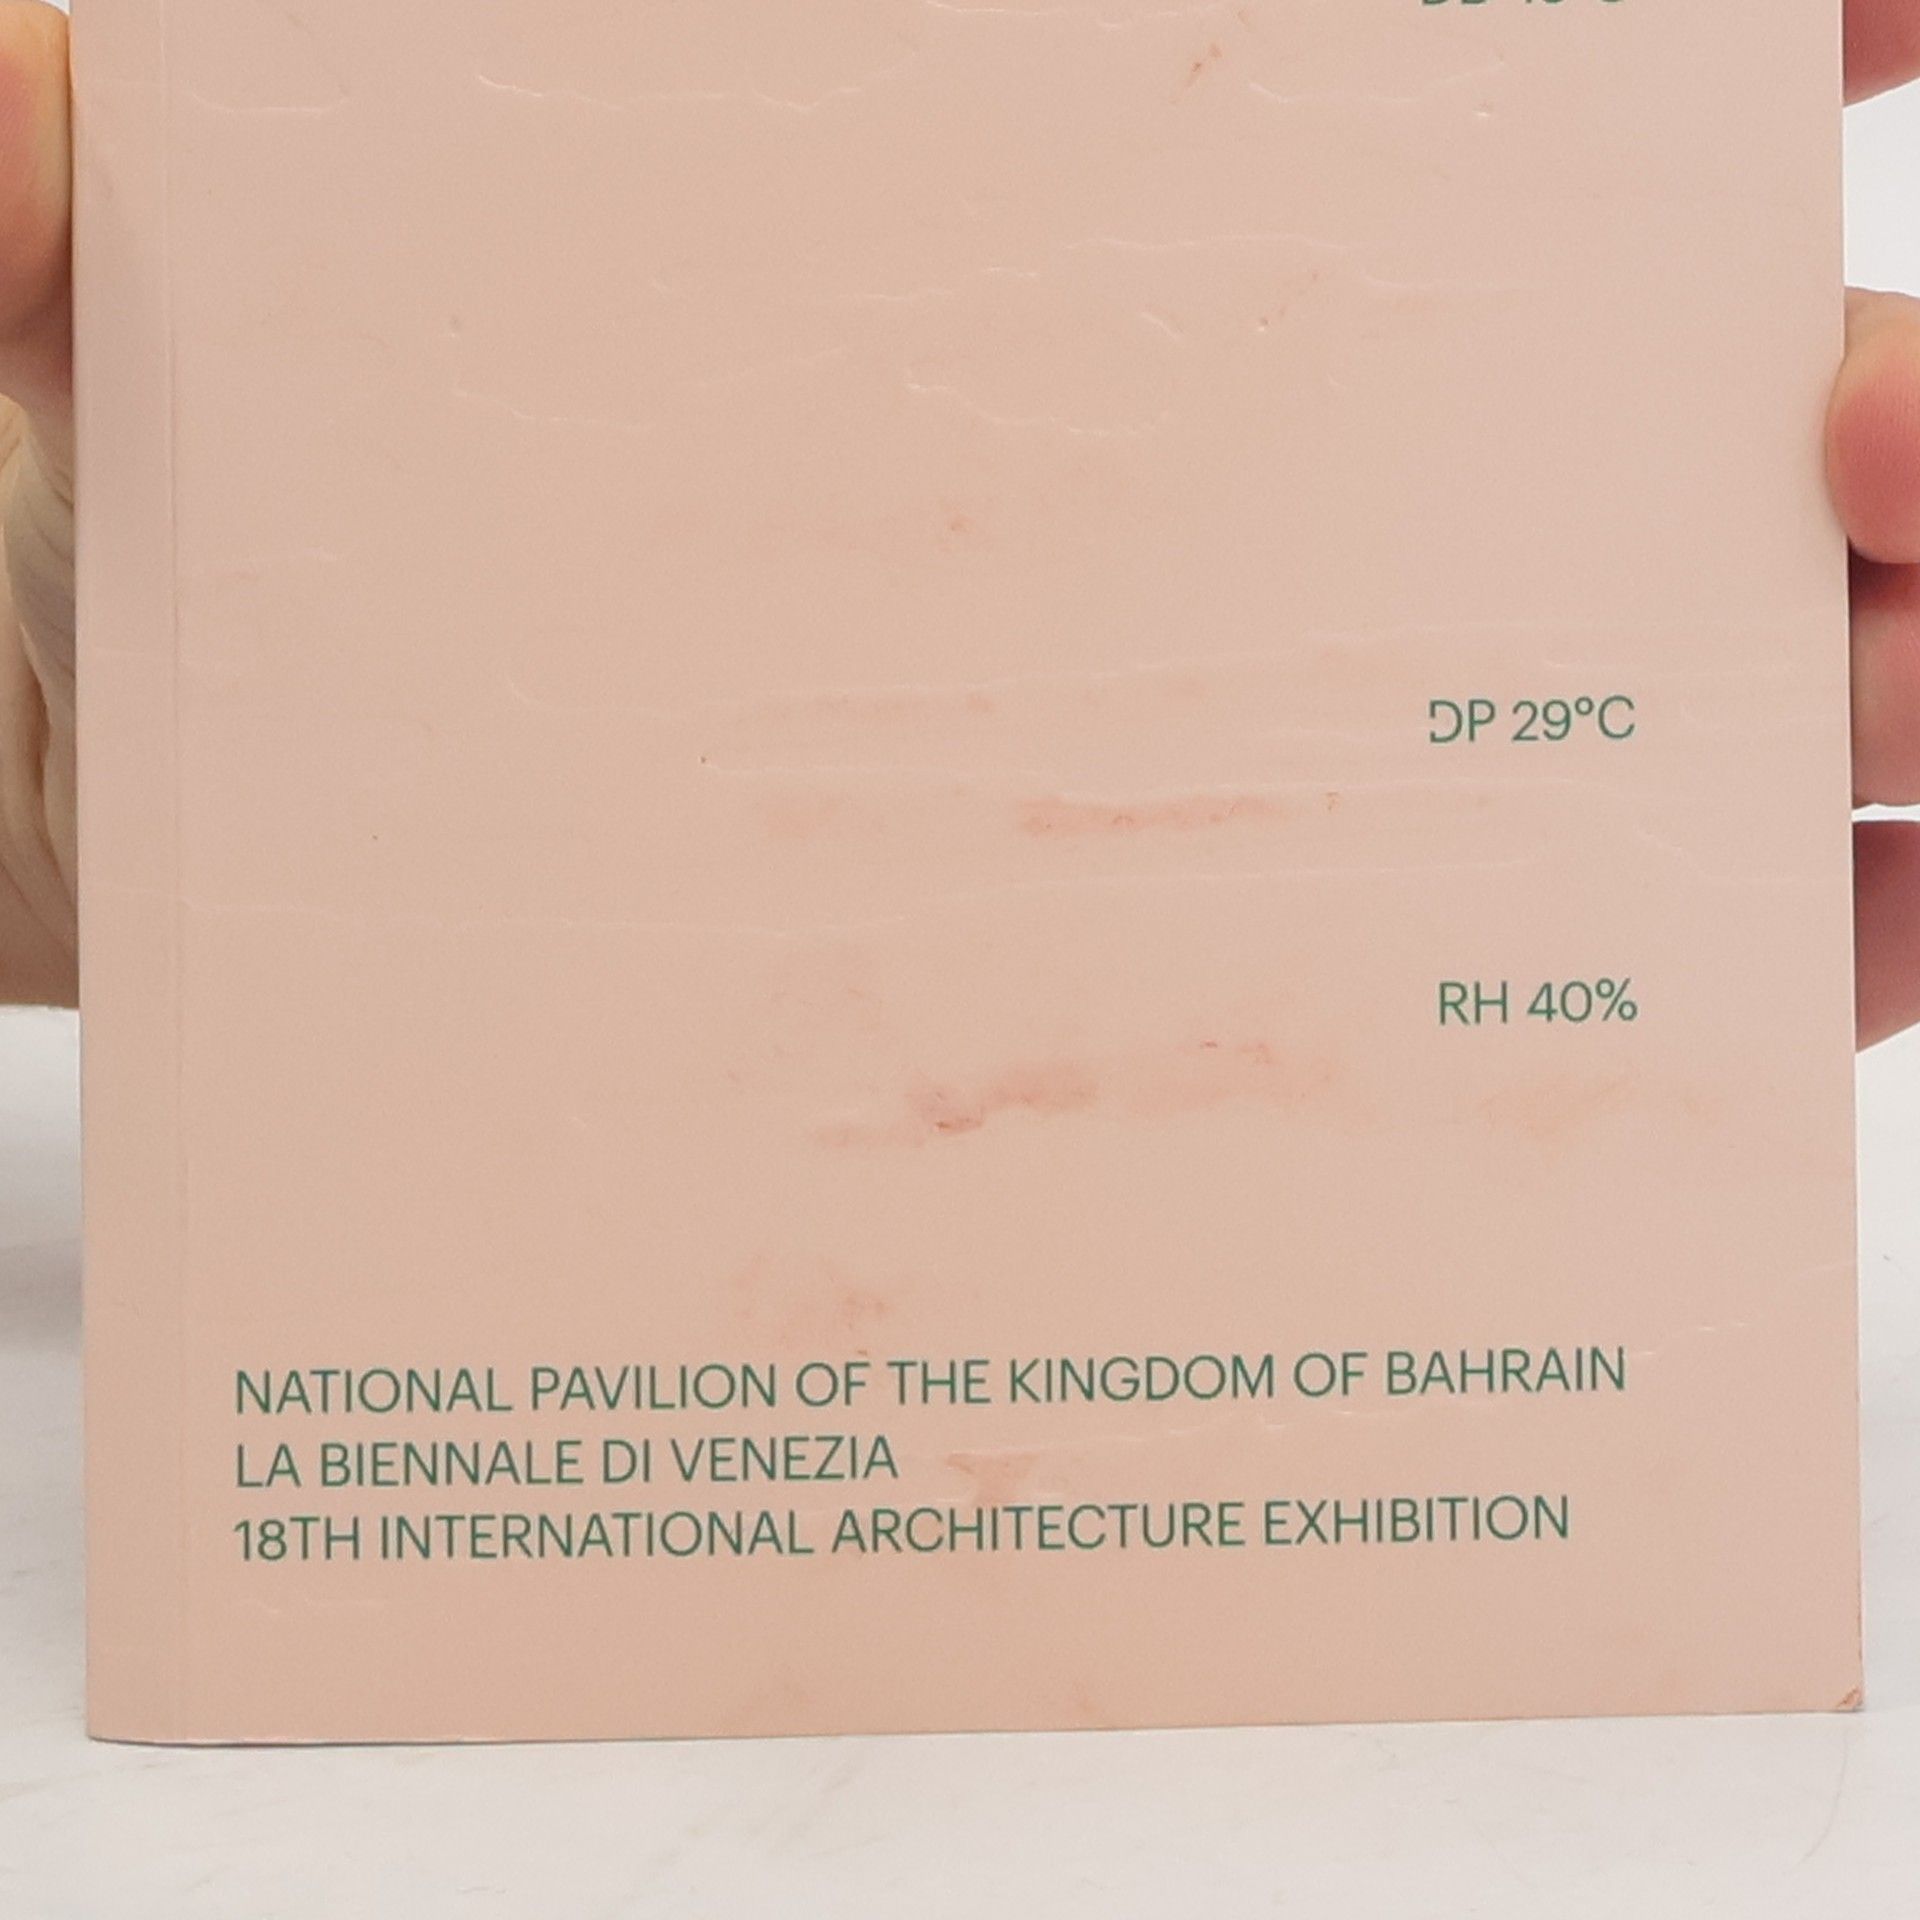 DP 29°C
RH 40%
NATIONAL PAVILION OF THE KINGDOM OF BAHRAIN
LA BIENNALE DI VENEZIA
18TH INTERNATIONAL ARCHITECTURE EXHIBITION